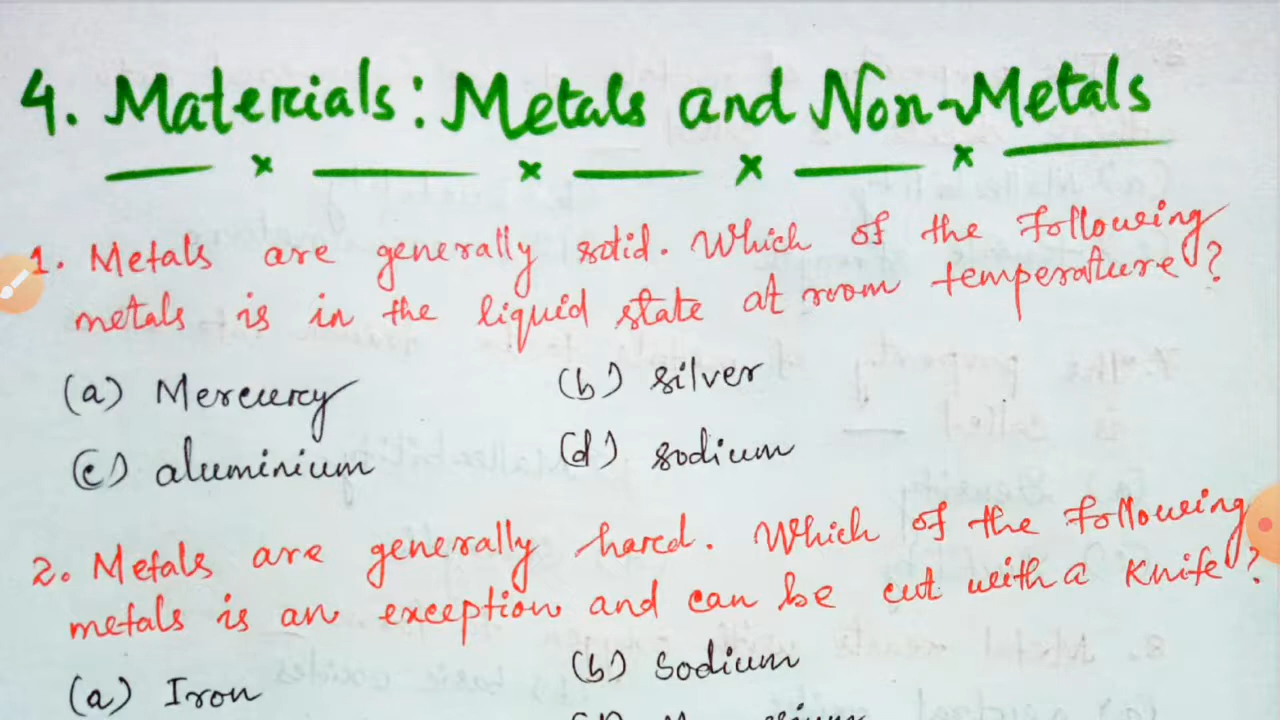 4. Materials: Metals and Non-Metals
1. Metals are generally solid. Which of the following
metals is in the liquid state at room temperature?
(a) Mercury (b) silver
(c) aluminium (d) sodium
2. Metals are generally hard. Which of the following
metals is an exception and can be cut with a knife?
(a) Iron (b) Sodium